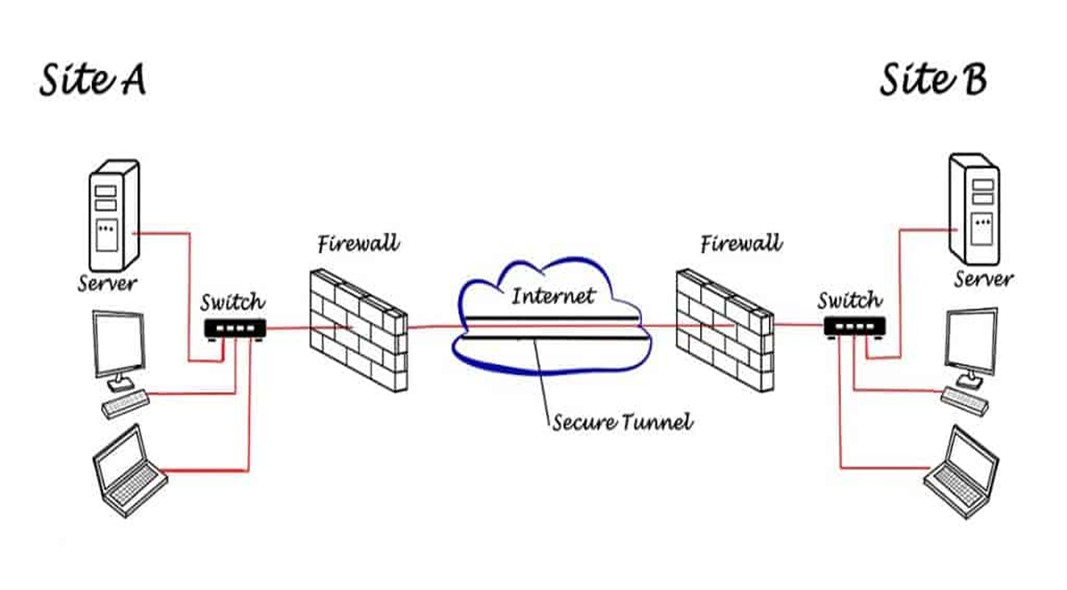 Site A
Site B
Firewall
Firewall
Server
Server
Switch
Internet
Switch
Secure Tunnel